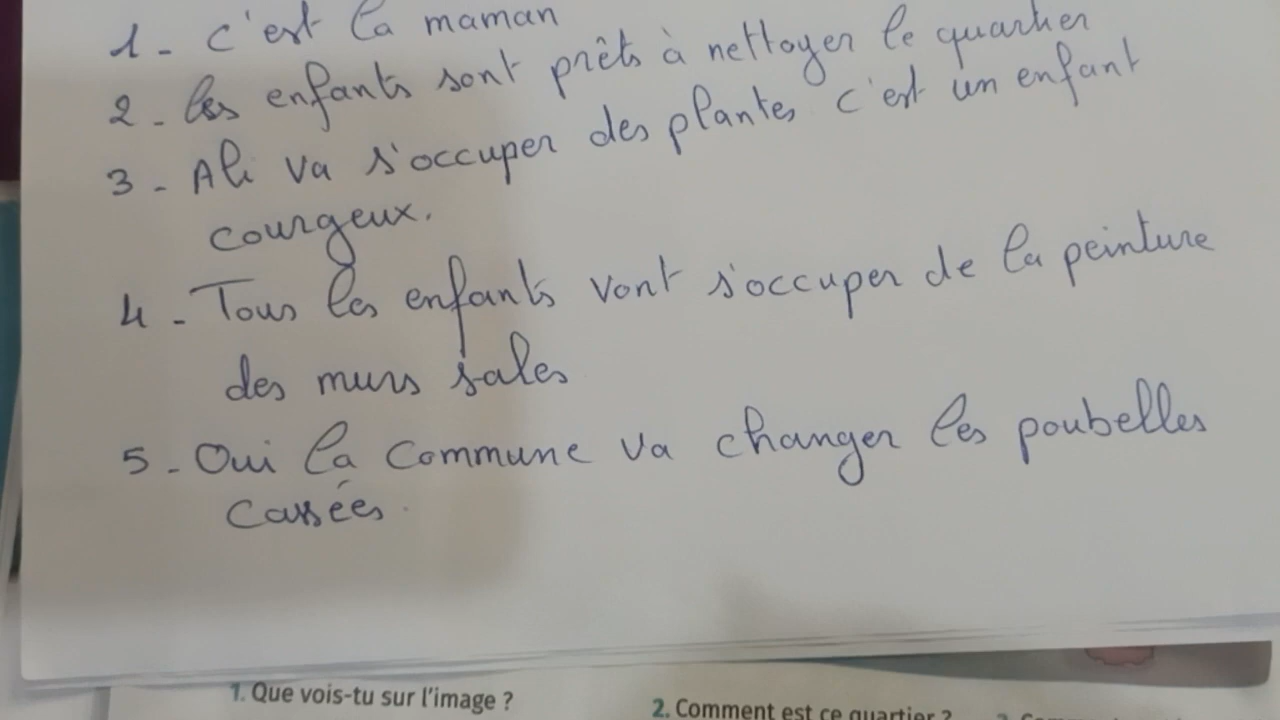 1 - c'est la maman
2 - les enfants sont prêts à nettoyer le quartier
3 - Ali va s'occuper des plantes c'est un enfant
courgeux.
4 - Tous les enfants vont s'occuper de la peinture
des murs sales
5 - Oui la commune va changer les poubelles
cassées.
1. Que vois-tu sur l'image ?
2. Comment est ce quartier ?